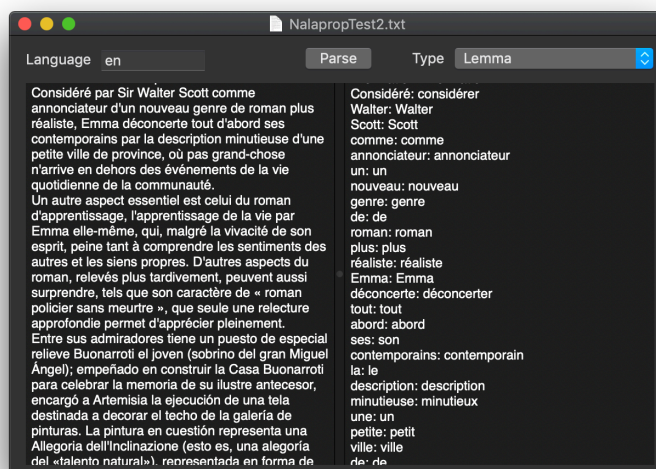 NalapropTest2.txt
Language en Parse Type Lemma
Considéré par Sir Walter Scott comme
annonciateur d'un nouveau genre de roman plus
réaliste, Emma déconcerte tout d'abord ses
contemporains par la description minutieuse d'une
petite ville de province, où pas grand-chose
n'arrive en dehors des événements de la vie
quotidienne de la communauté.
Un autre aspect essentiel est celui du roman
d'apprentissage, l'apprentissage de la vie par
Emma elle-même, qui, malgré la vivacité de son
esprit, peine tant à comprendre les sentiments des
autres et les siens propres. D'autres aspects du
roman, relevés plus tardivement, peuvent aussi
surprendre, tels que son caractère de « roman
policier sans meurtre », que seule une relecture
approfondie permet d'apprécier pleinement.
Entre sus admiradores tiene un puesto de especial
relieve Buonarroti el joven (sobrino del gran Miguel
Ángel); empeñado en construir la Casa Buonarroti
para celebrar la memoria de su ilustre antecesor,
encargó a Artemisia la ejecución de una tela
destinada a decorar el techo de la galería de
pinturas. La pintura en cuestión representa una
Allegoria dell'Inclinazione (esto es, una alegoría
del «talento natural»), representada en forma de
Considéré: considérer
Walter: Walter
Scott: Scott
comme: comme
annonciateur: annonciateur
un: un
nouveau: nouveau
genre: genre
de: de
roman: roman
plus: plus
réaliste: réaliste
Emma: Emma
déconcerte: déconcerter
tout: tout
abord: abord
ses: son
contemporains: contemporain
la: le
description: description
minutieuse: minutieux
une: un
petite: petit
ville: ville
de: de